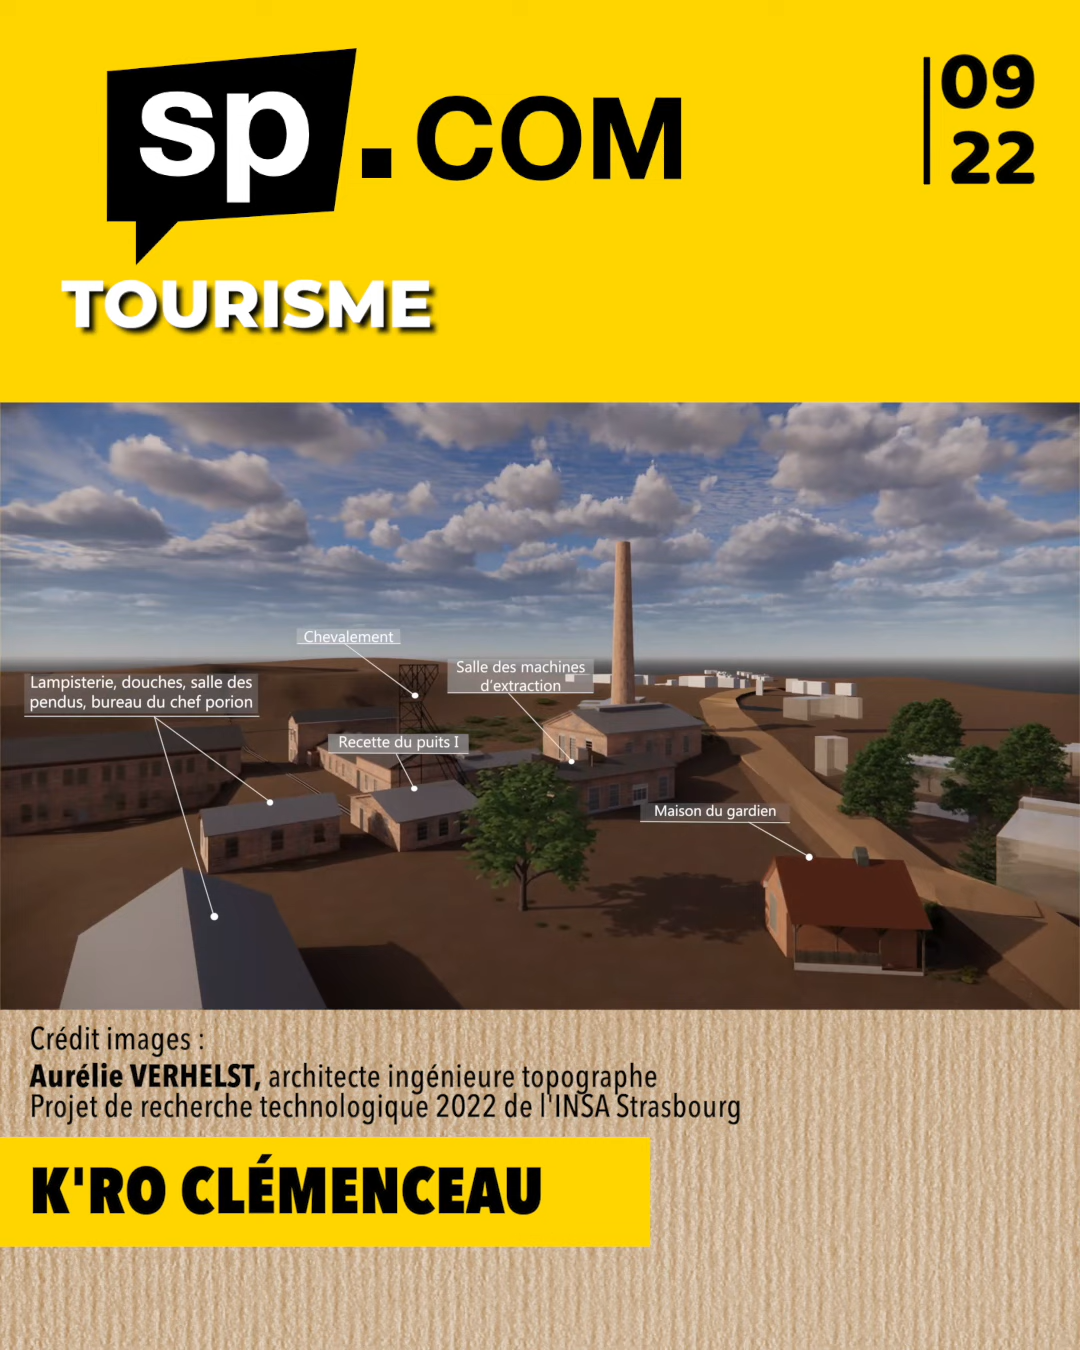 sp.COM
09
22
TOURISME
Chevalement
Salle des machines
d'extraction
Lampisterie, douches, salle des
pendus, bureau du chef porion
Recette du puits I
Maison du gardien
Crédit images :
Aurélie VERHELST, architecte ingénieure topographe
Projet de recherche technologique 2022 de l'INSA Strasbourg
K'RO CLÉMENCEAU